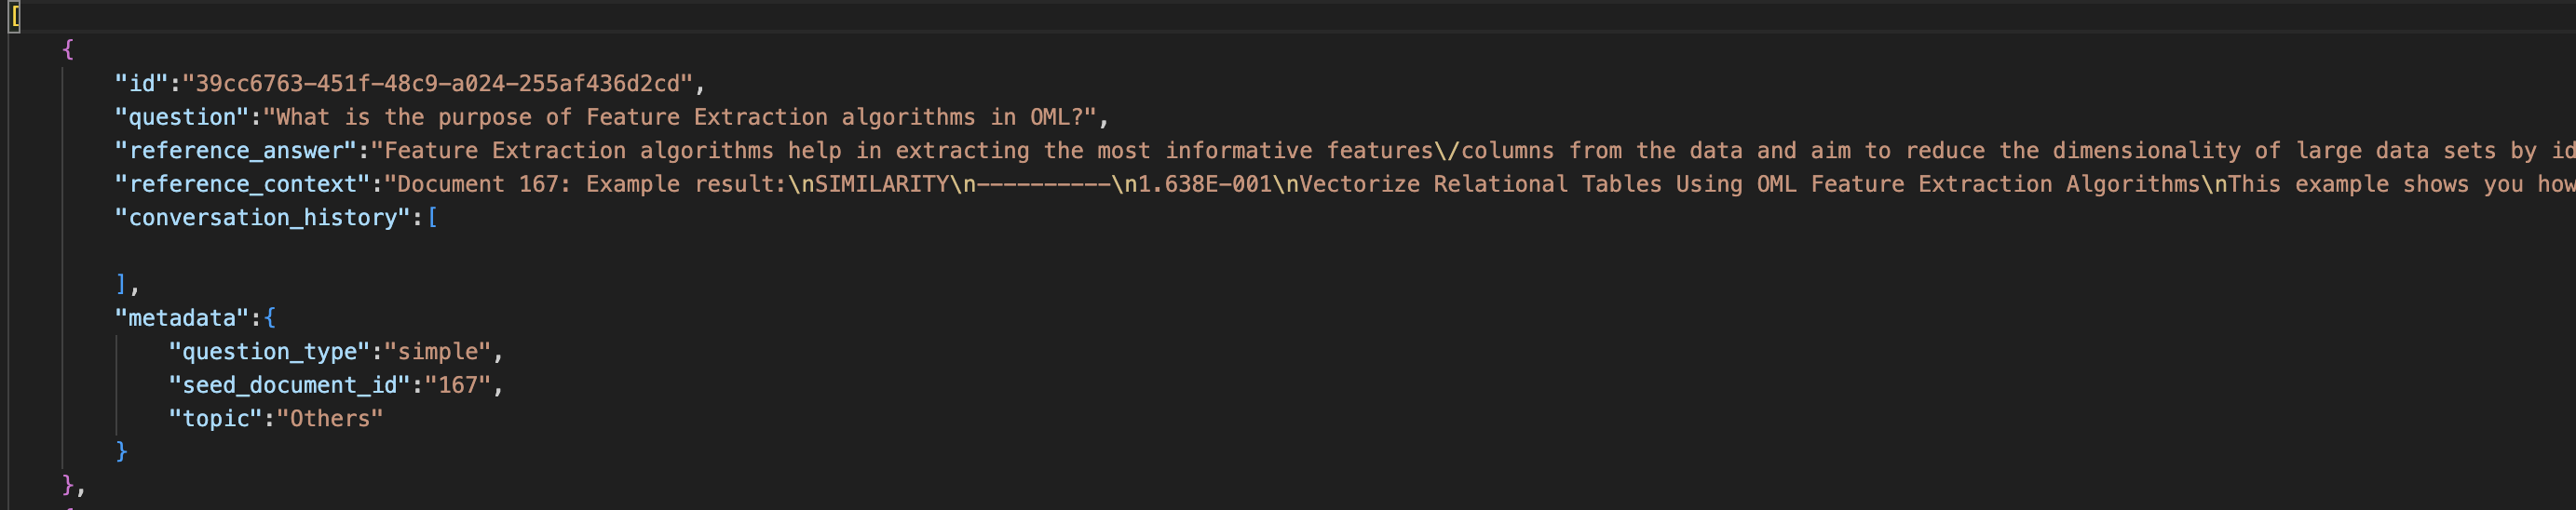 [
{
"id":"39cc6763-451f-48c9-a024-255af436d2cd",
"question":"What is the purpose of Feature Extraction algorithms in OML?",
"reference_answer":"Feature Extraction algorithms help in extracting the most informative features\/columns from the data and aim to reduce the dimensionality of large data sets by id
"reference_context":"Document 167: Example result:\nSIMILARITY\n----------\n1.638E-001\nVectorize Relational Tables Using OML Feature Extraction Algorithms\nThis example shows you how
"conversation_history":[
],
"metadata":{
"question_type":"simple",
"seed_document_id":"167",
"topic":"Others"
}
},